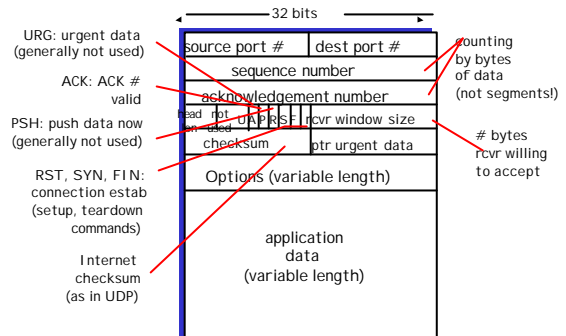 32 bits
URG: urgent data
(generally not used)
ACK: ACK #
valid
PSH: push data now
(generally not used)
RST, SYN, FIN:
connection estab
(setup, teardown
commands)
Internet
checksum
(as in UDP)
source port #
dest port #
sequence number
acknowledgement number
head
len
not
used
U A P R S F
rcvr window size
checksum
ptr urgent data
Options (variable length)
application
data
(variable length)
counting
by bytes
of data
(not segments!)
# bytes
rcvr willing
to accept